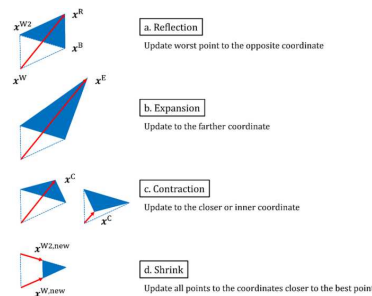 x^R
x^W2
x^B
a. Reflection
Update worst point to the opposite coordinate
x^W
x^E
b. Expansion
Update to the farther coordinate
x^C
c. Contraction
Update to the closer or inner coordinate
x^C
x^W2,new
d. Shrink
Update all points to the coordinates closer to the best point
x^W,new